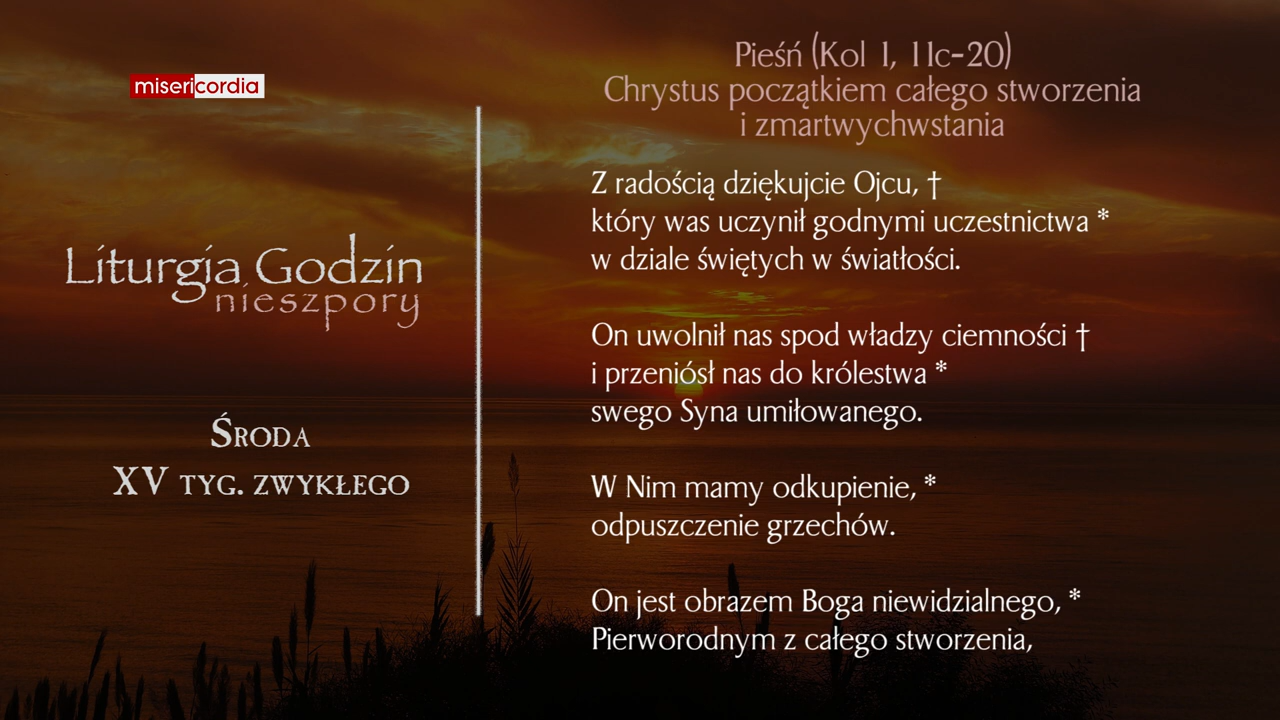 misericordia
Liturgia Godzin
nieszpory
Środa
XV tyg. zwykłego
Pieśń (Kol 1, 11c-20)
Chrystus początkiem całego stworzenia
i zmartwychwstania
Z radością dziękujcie Ojcu, †
który was uczynił godnymi uczestnictwa *
w dziale świętych w światłości.
On uwolnił nas spod władzy ciemności †
i przeniósł nas do królestwa *
swego Syna umiłowanego.
W Nim mamy odkupienie, *
odpuszczenie grzechów.
On jest obrazem Boga niewidzialnego, *
Pierworodnym z całego stworzenia,